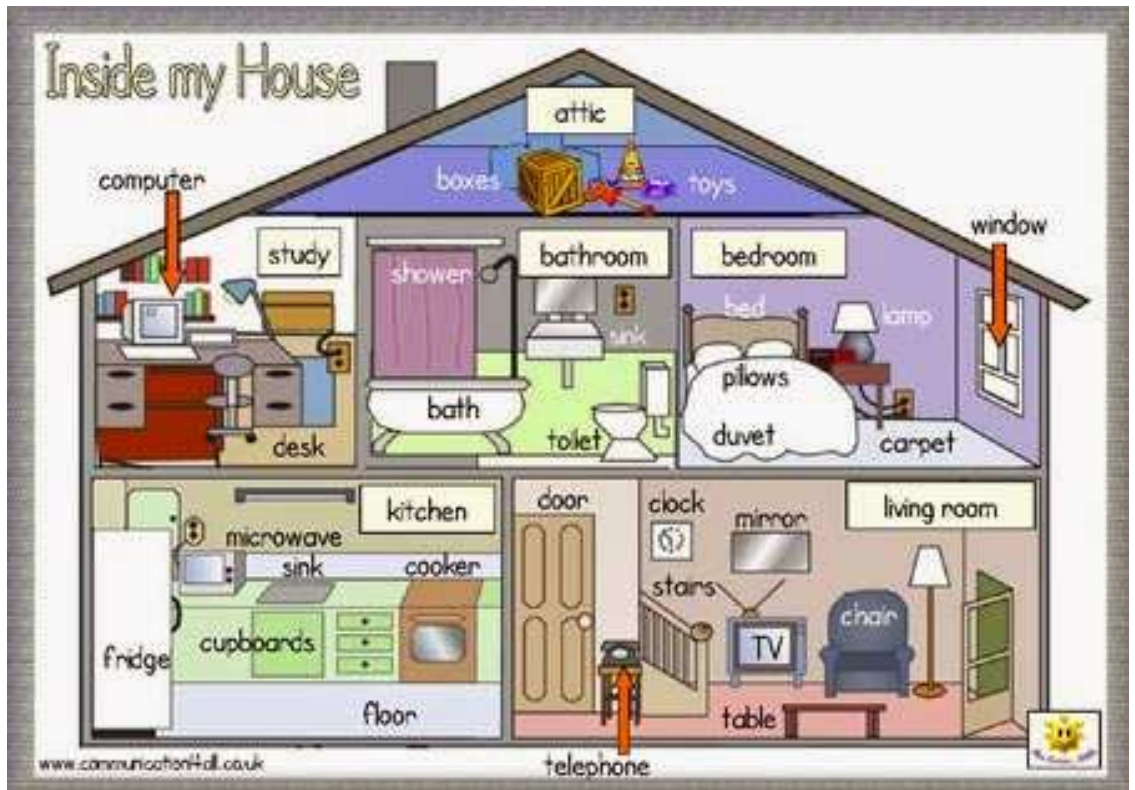 Inside my House
attic
boxes
toys
computer
window
study
shower
bathroom
bedroom
sink
bed
lamp
bath
pillows
desk
toilet
duvet
carpet
kitchen
door
clock
mirror
living room
microwave
sink
cooker
stairs
chair
cupboards
TV
fridge
floor
table
www.communication4all.co.uk
telephone